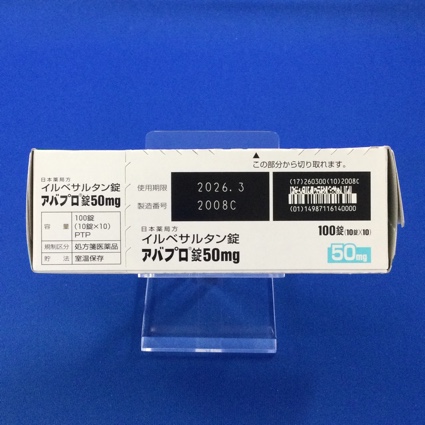 日本薬局方
イルベサルタン錠
アバプロ錠50mg
容量 100錠
(10錠×10)
PTP
規制区分 処方箋医薬品
貯法 室温保存
使用期限 2026.3
製造番号 2008C
▲
この部分から切り取れます。
(17)260300(10)2008C
(01)14987116140000
日本薬局方
イルベサルタン錠
アバプロ錠50mg
100錠(10錠×10)
50mg